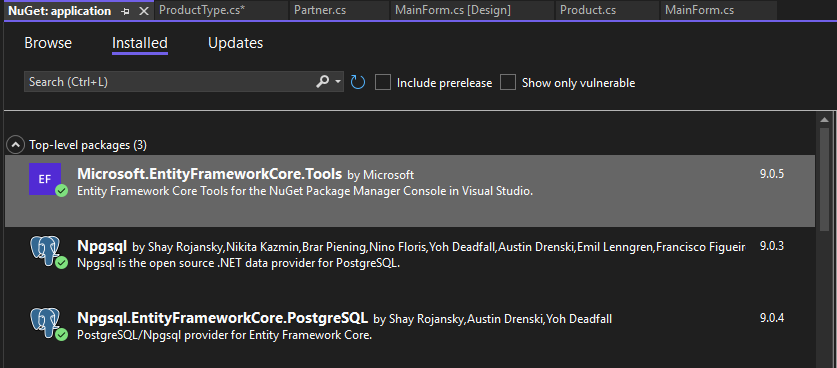 NuGet: application
ProductType.cs*
Partner.cs
MainForm.cs [Design]
Product.cs
MainForm.cs
Browse
Installed
Updates
Search (Ctrl+L)
Include prerelease
Show only vulnerable
Top-level packages (3)
EF
Microsoft.EntityFrameworkCore.Tools by Microsoft
9.0.5
Entity Framework Core Tools for the NuGet Package Manager Console in Visual Studio.
Npgsql by Shay Rojansky,Nikita Kazmin,Brar Piening,Nino Floris,Yoh Deadfall,Austin Drenski,Emil Lenngren,Francisco Figueir
9.0.3
Npgsql is the open source .NET data provider for PostgreSQL.
Npgsql.EntityFrameworkCore.PostgreSQL by Shay Rojansky,Austin Drenski,Yoh Deadfall
9.0.4
PostgreSQL/Npgsql provider for Entity Framework Core.